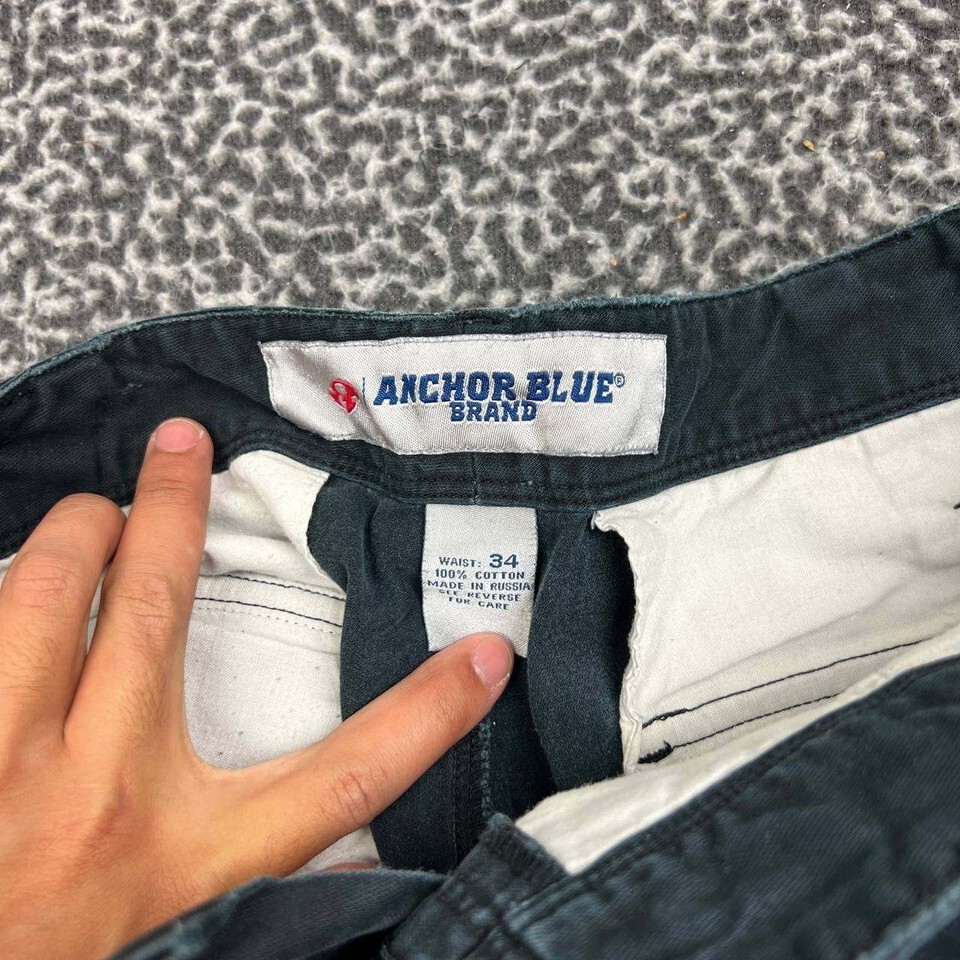 ANCHOR BLUE®
BRAND
WAIST: 34
100% COTTON
MADE IN RUSSIA
SEE REVERSE
FOR CARE